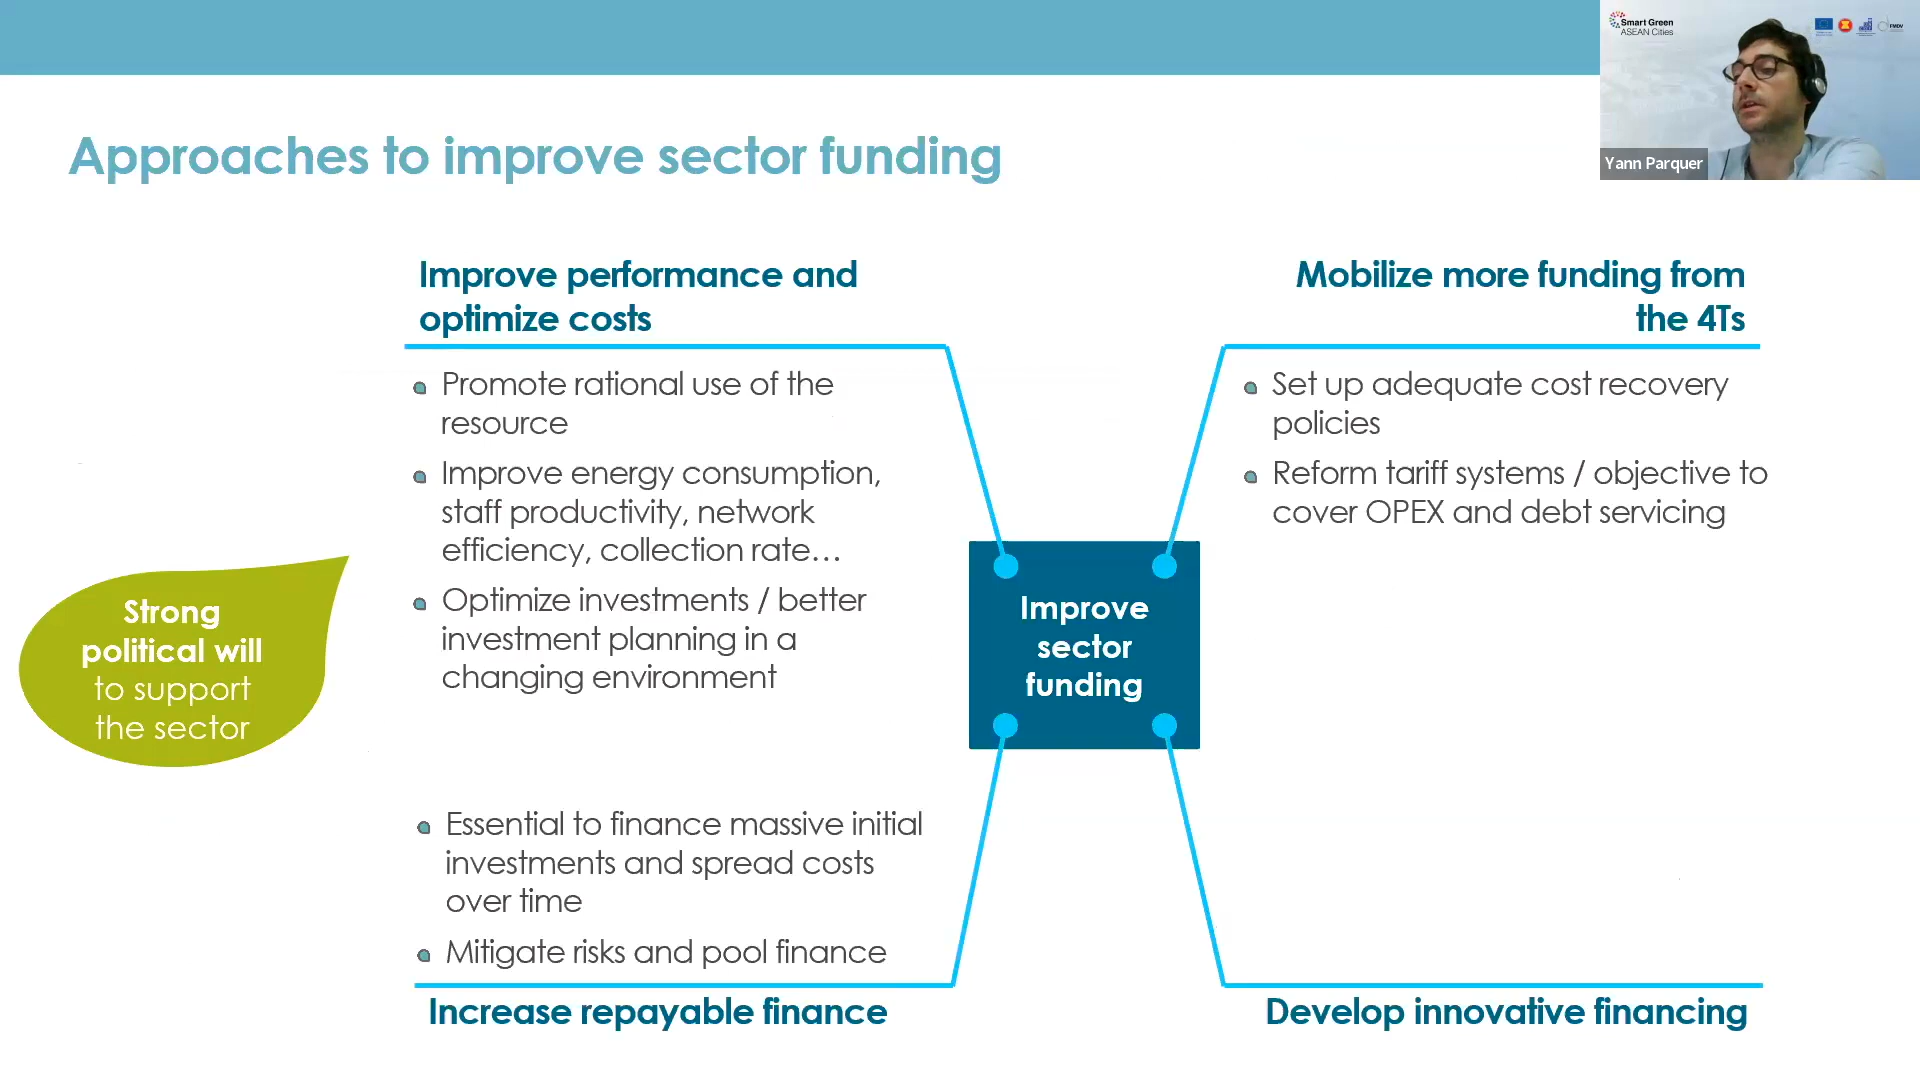 Smart Green
ASEAN Cities
FMDV
Yann Parquer
Approaches to improve sector funding
Improve performance and
optimize costs
Promote rational use of the
resource
Improve energy consumption,
staff productivity, network
efficiency, collection rate…
Optimize investments / better
investment planning in a
changing environment
Mobilize more funding from
the 4Ts
Set up adequate cost recovery
policies
Reform tariff systems / objective to
cover OPEX and debt servicing
Strong
political will
to support
the sector
Improve
sector
funding
Essential to finance massive initial
investments and spread costs
over time
Mitigate risks and pool finance
Increase repayable finance
Develop innovative financing